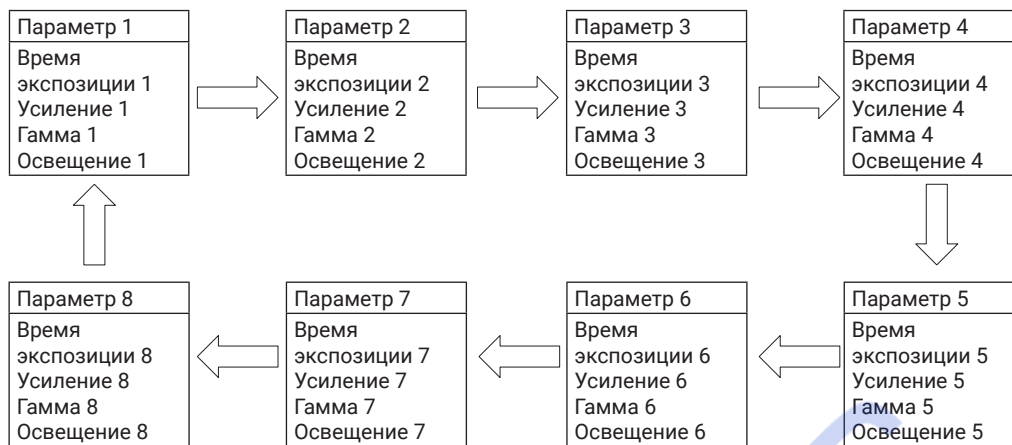 Параметр 1
Время
экспозиции 1
Усиление 1
Гамма 1
Освещение 1
Параметр 2
Время
экспозиции 2
Усиление 2
Гамма 2
Освещение 2
Параметр 3
Время
экспозиции 3
Усиление 3
Гамма 3
Освещение 3
Параметр 4
Время
экспозиции 4
Усиление 4
Гамма 4
Освещение 4
Параметр 8
Время
экспозиции 8
Усиление 8
Гамма 8
Освещение 8
Параметр 7
Время
экспозиции 7
Усиление 7
Гамма 7
Освещение 7
Параметр 6
Время
экспозиции 6
Усиление 6
Гамма 6
Освещение 6
Параметр 5
Время
экспозиции 5
Усиление 5
Гамма 5
Освещение 5